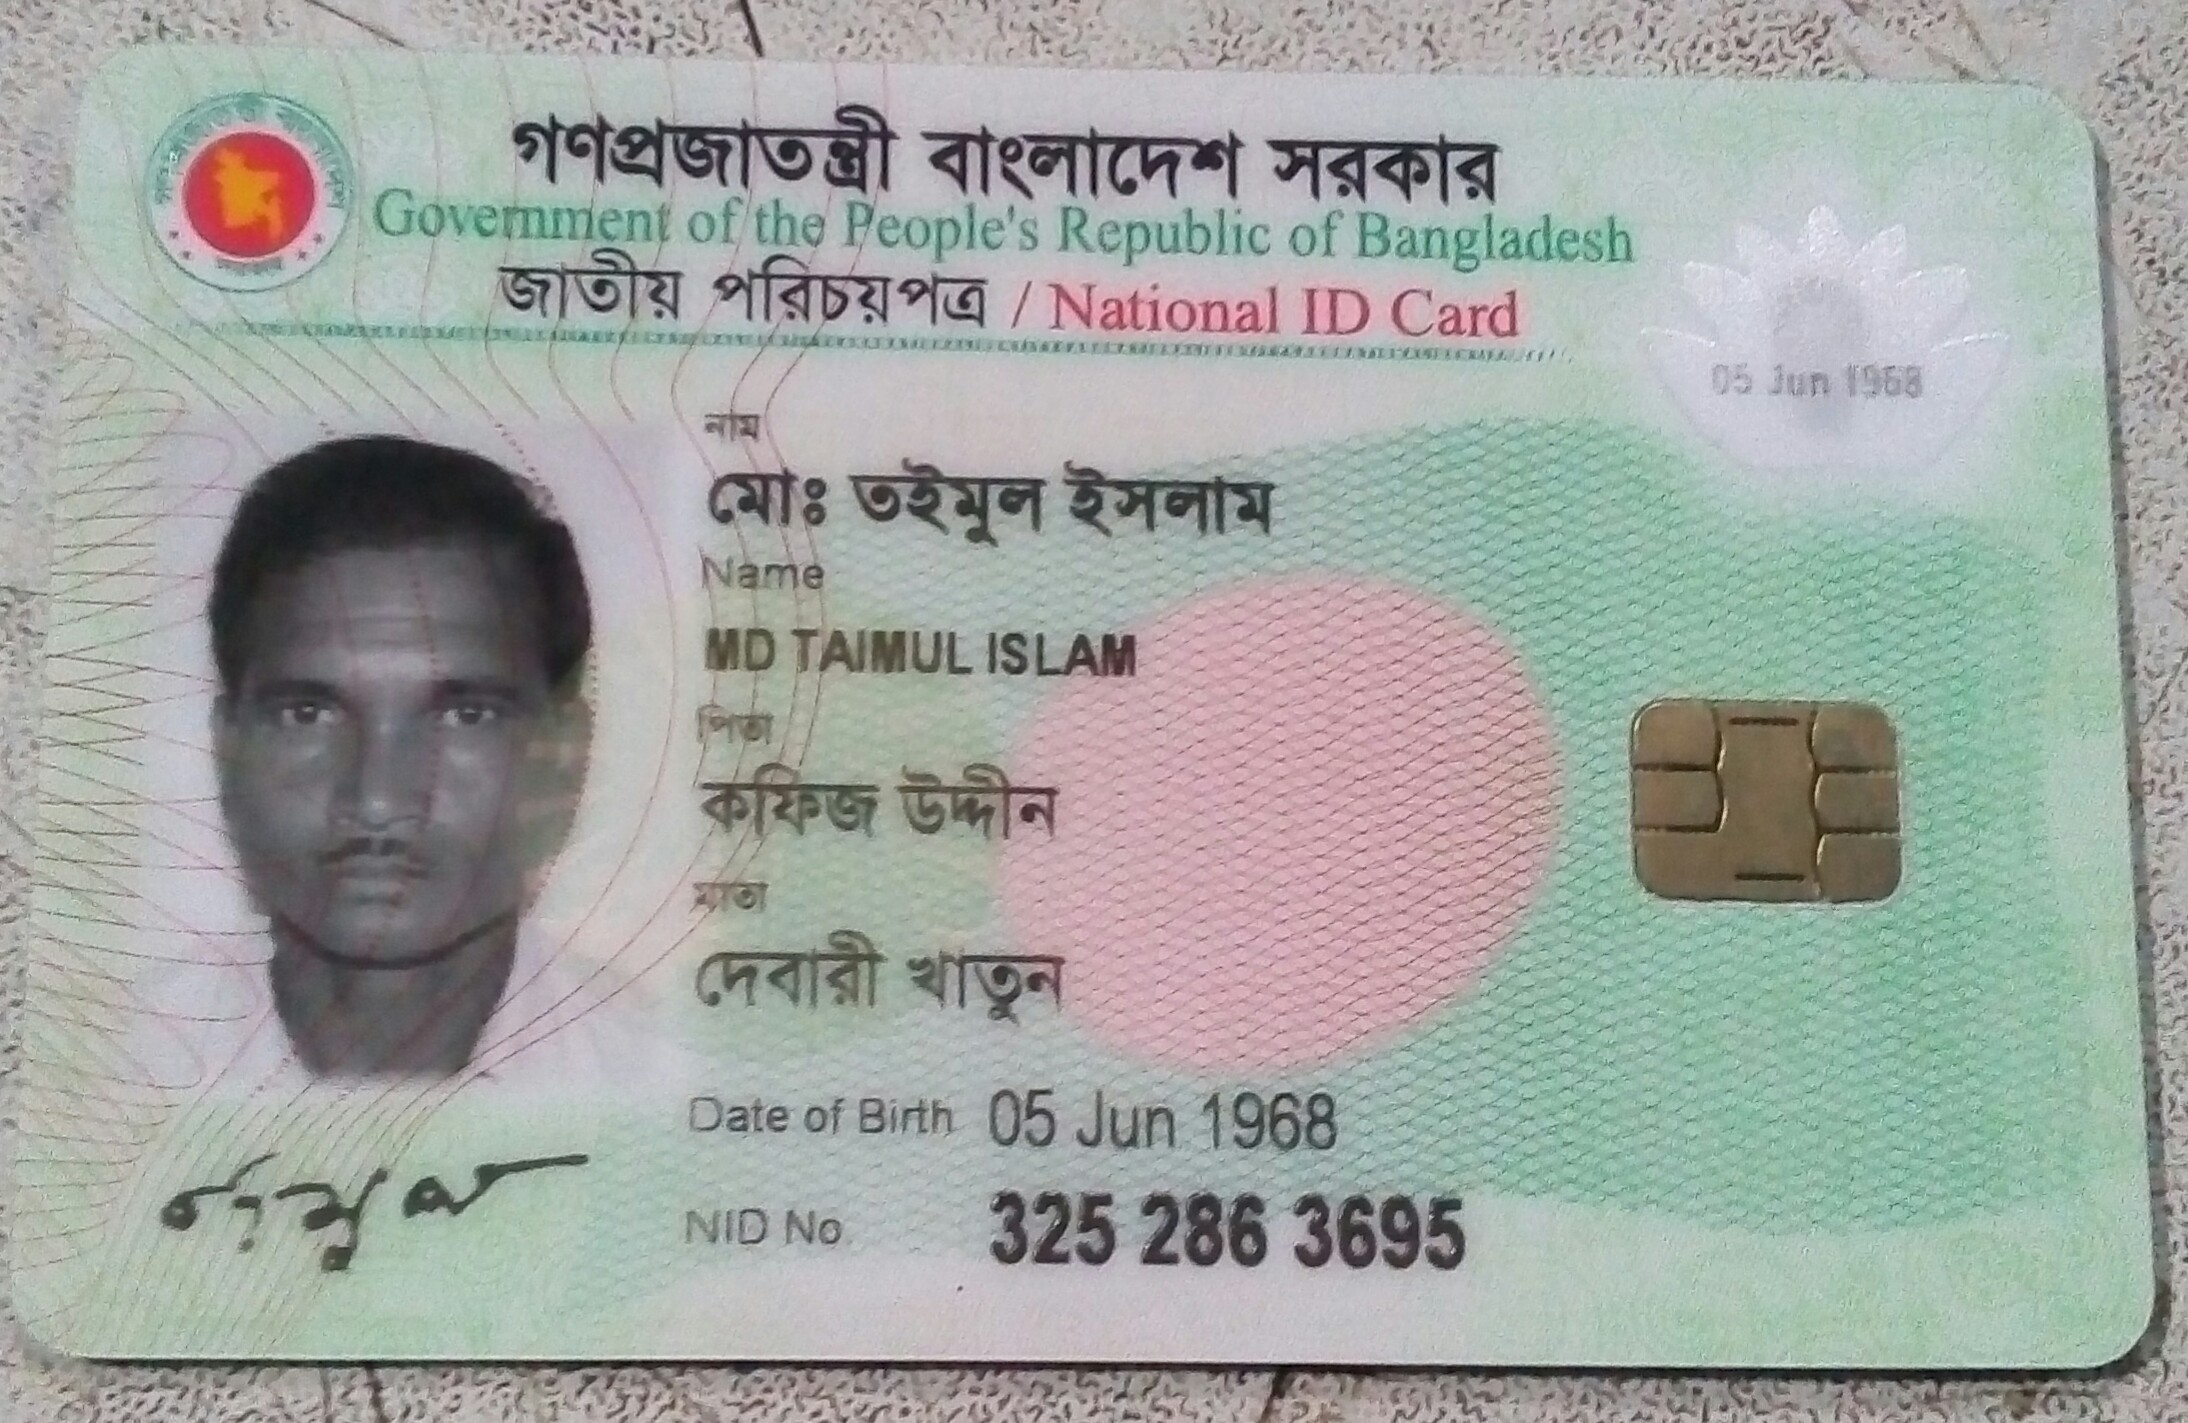 গণপ্রজাতন্ত্রী বাংলাদেশ সরকার
Government of the People's Republic of Bangladesh
জাতীয় পরিচয়পত্র / National ID Card
05 Jun 1968
নাম
মোঃ তইমুল ইসলাম
Name
MD TAIMUL ISLAM
পিতা
কফিজ উদ্দীন
মাতা
দেবারী খাতুন
Date of Birth 05 Jun 1968
NID No. 325 286 3695